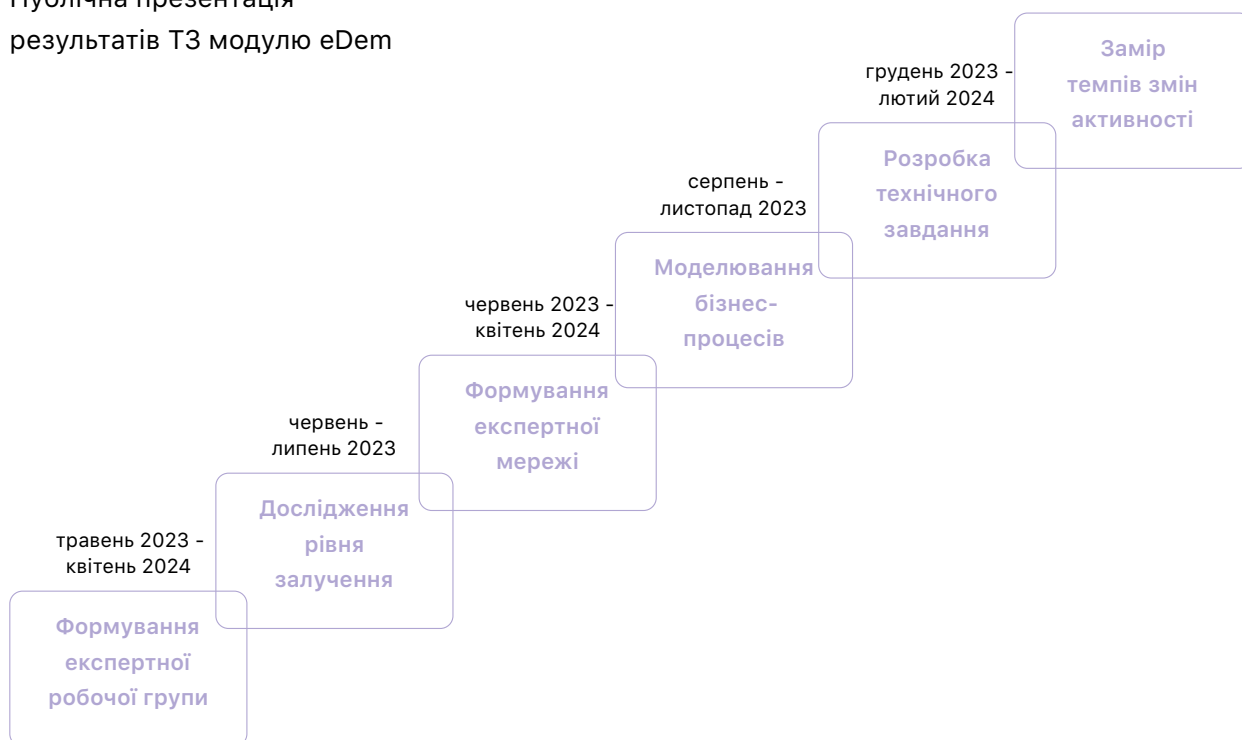 Публічна презентація
результатів ТЗ модулю eDem
Замір
темпів змін
активності
грудень 2023 -
лютий 2024
Розробка
технічного
завдання
серпень -
листопад 2023
Моделювання
бізнес-
процесів
червень 2023 -
квітень 2024
Формування
експертної
мережі
червень -
липень 2023
Дослідження
рівня
залучення
травень 2023 -
квітень 2024
Формування
експертної
робочої групи